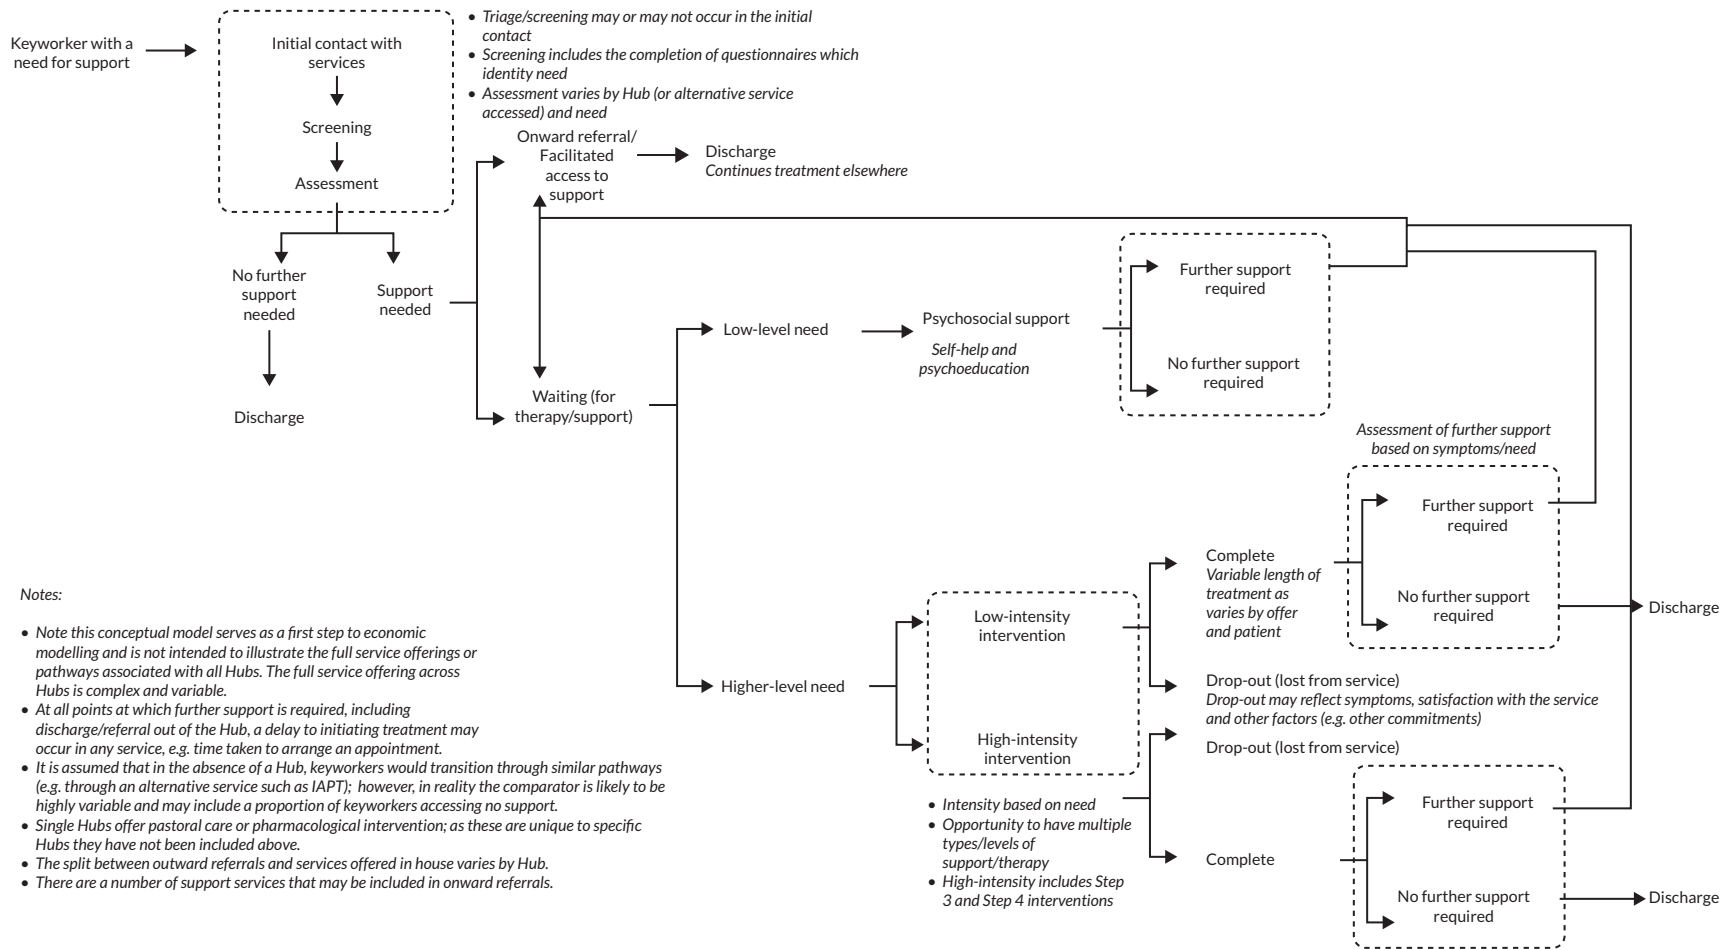 Keyworker with a
need for support
Initial contact with
services
Screening
Assessment
• Triage/screening may or may not occur in the initial
contact
• Screening includes the completion of questionnaires which
identity need
• Assessment varies by Hub (or alternative service
accessed) and need
No further
support
needed
Discharge
Support
needed
Onward referral/
Facilitated
access to
support
Discharge
Continues treatment elsewhere
Waiting (for
therapy/support)
Low-level need
Psychosocial support
Self-help and
psychoeducation
Further support
required
No further support
required
Higher-level need
Low-intensity
intervention
High-intensity
intervention
• Intensity based on need
• Opportunity to have multiple
types/levels of
support/therapy
• High-intensity includes Step
3 and Step 4 interventions
Complete
Variable length of
treatment as
varies by offer
and patient
Drop-out (lost from service)
Drop-out may reflect symptoms, satisfaction with the service
and other factors (e.g. other commitments)
Drop-out (lost from service)
Complete
Assessment of further support
based on symptoms/need
Further support
required
No further support
required
Discharge
Further support
required
No further support
required
Discharge
Notes:
• Note this conceptual model serves as a first step to economic
modelling and is not intended to illustrate the full service offerings or
pathways associated with all Hubs. The full service offering across
Hubs is complex and variable.
• At all points at which further support is required, including
discharge/referral out of the Hub, a delay to initiating treatment may
occur in any service, e.g. time taken to arrange an appointment.
• It is assumed that in the absence of a Hub, keyworkers would transition through similar pathways
(e.g. through an alternative service such as IAPT); however, in reality the comparator is likely to be
highly variable and may include a proportion of keyworkers accessing no support.
• Single Hubs offer pastoral care or pharmacological intervention; as these are unique to specific
Hubs they have not been included above.
• The split between outward referrals and services offered in house varies by Hub.
• There are a number of support services that may be included in onward referrals.